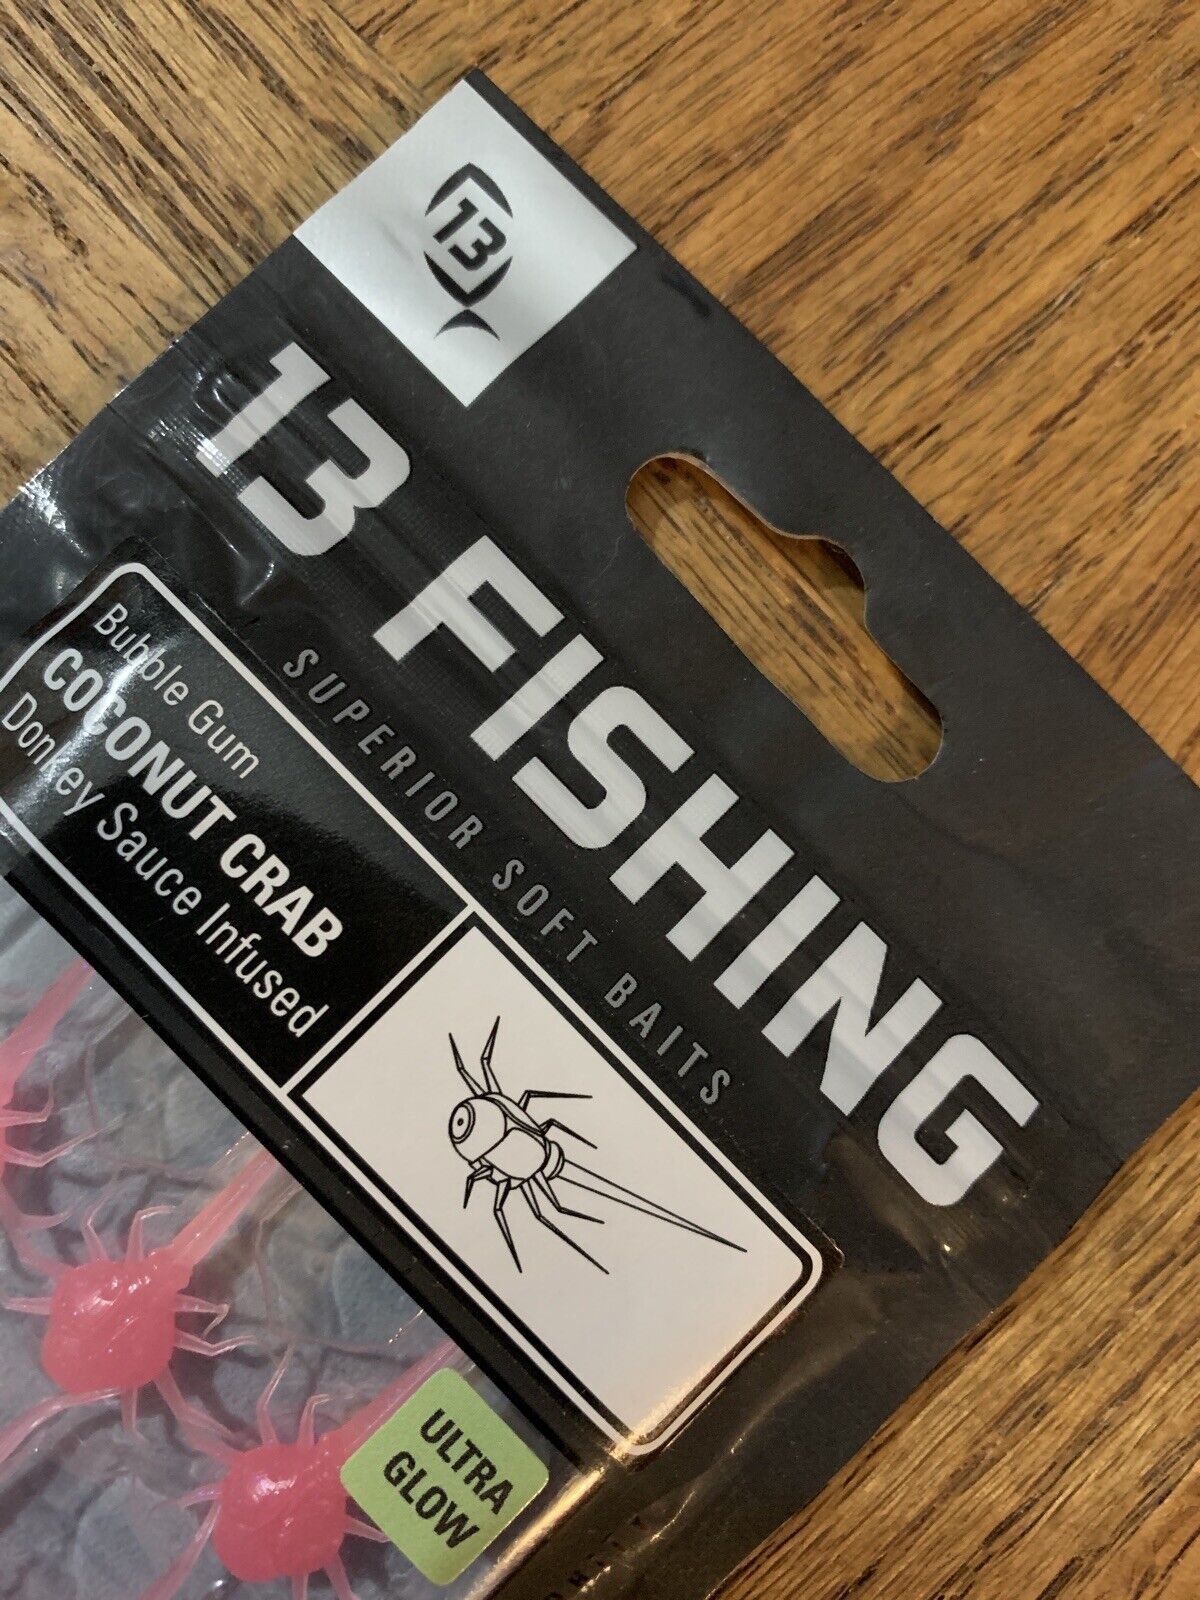 13
13 FISHING
SUPERIOR SOFT BAITS
Bubble Gum
COCONUT CRAB
Donkey Sauce Infused
ULTRA
GLOW